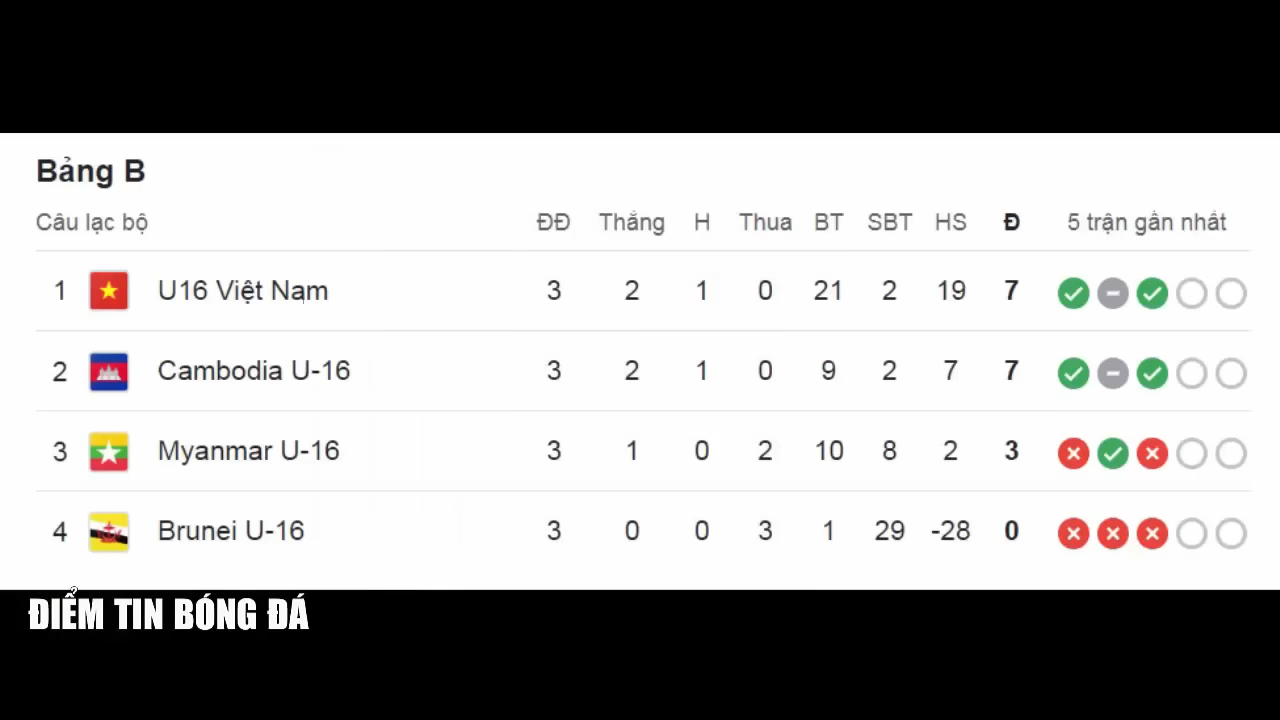 Bảng B
Câu lạc bộ ĐĐ Thắng H Thua BT SBT HS Đ 5 trận gần nhất
1 U16 Việt Nam 3 2 1 0 21 2 19 7
2 Cambodia U-16 3 2 1 0 9 2 7 7
3 Myanmar U-16 3 1 0 2 10 8 2 3
4 Brunei U-16 3 0 0 3 1 29 -28 0
ĐIỂM TIN BÓNG ĐÁ